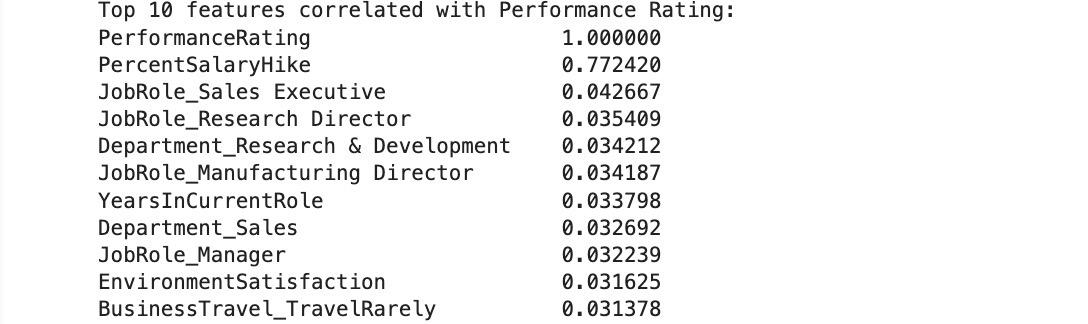 Top 10 features correlated with Performance Rating:
PerformanceRating 1.000000
PercentSalaryHike 0.772420
JobRole_Sales Executive 0.042667
JobRole_Research Director 0.035409
Department_Research & Development 0.034212
JobRole_Manufacturing Director 0.034187
YearsInCurrentRole 0.033798
Department_Sales 0.032692
JobRole_Manager 0.032239
EnvironmentSatisfaction 0.031625
BusinessTravel_TravelRarely 0.031378